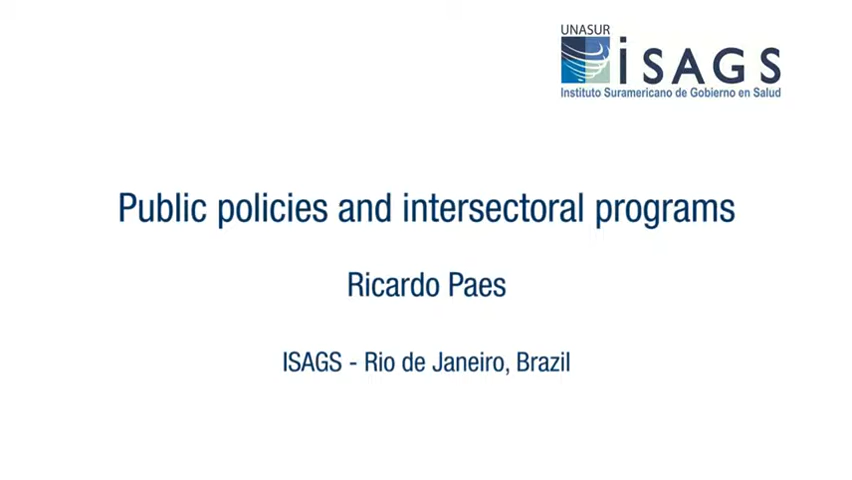 UNASUR
iSAGS
Instituto Suramericano de Gobierno en Salud
Public policies and intersectoral programs
Ricardo Paes
ISAGS - Rio de Janeiro, Brazil